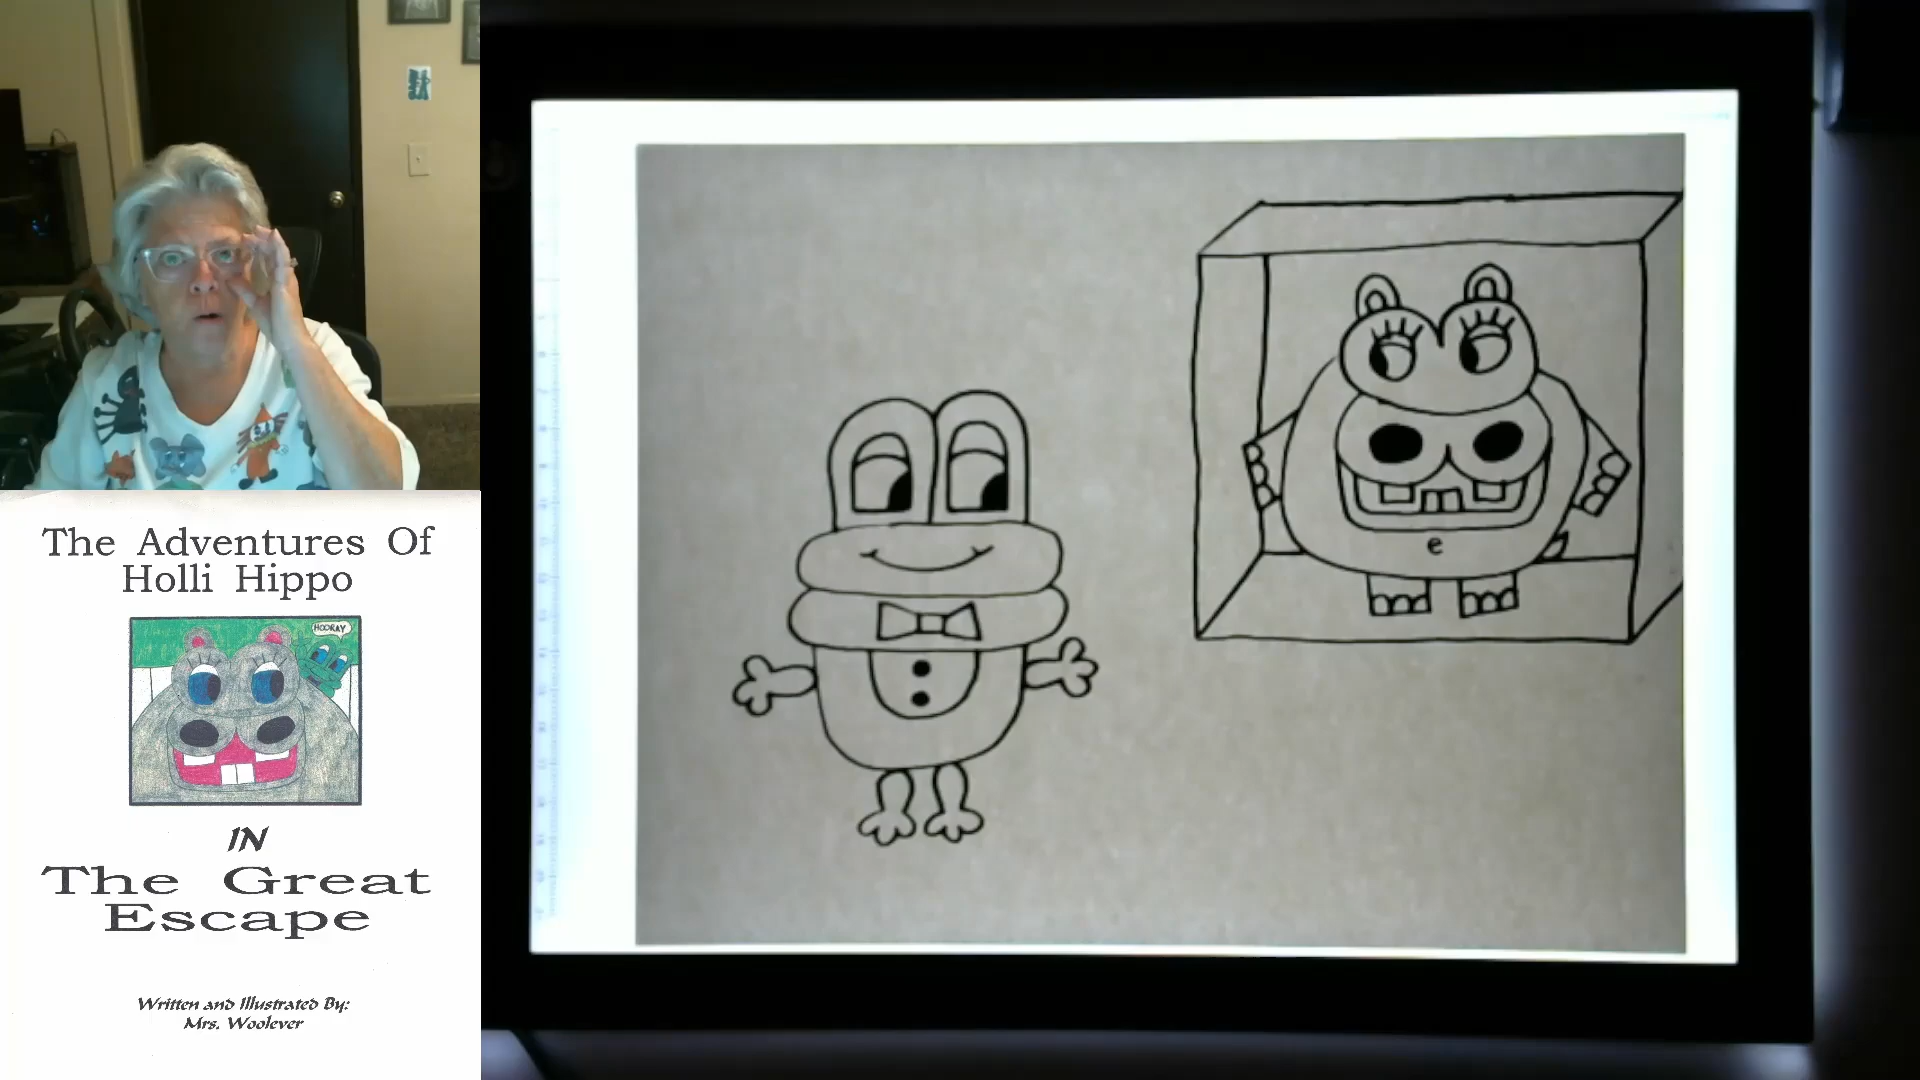 The Adventures Of
Holli Hippo
HOORAY
IN
The Great
Escape
Written and Illustrated By:
Mrs. Woolever
e